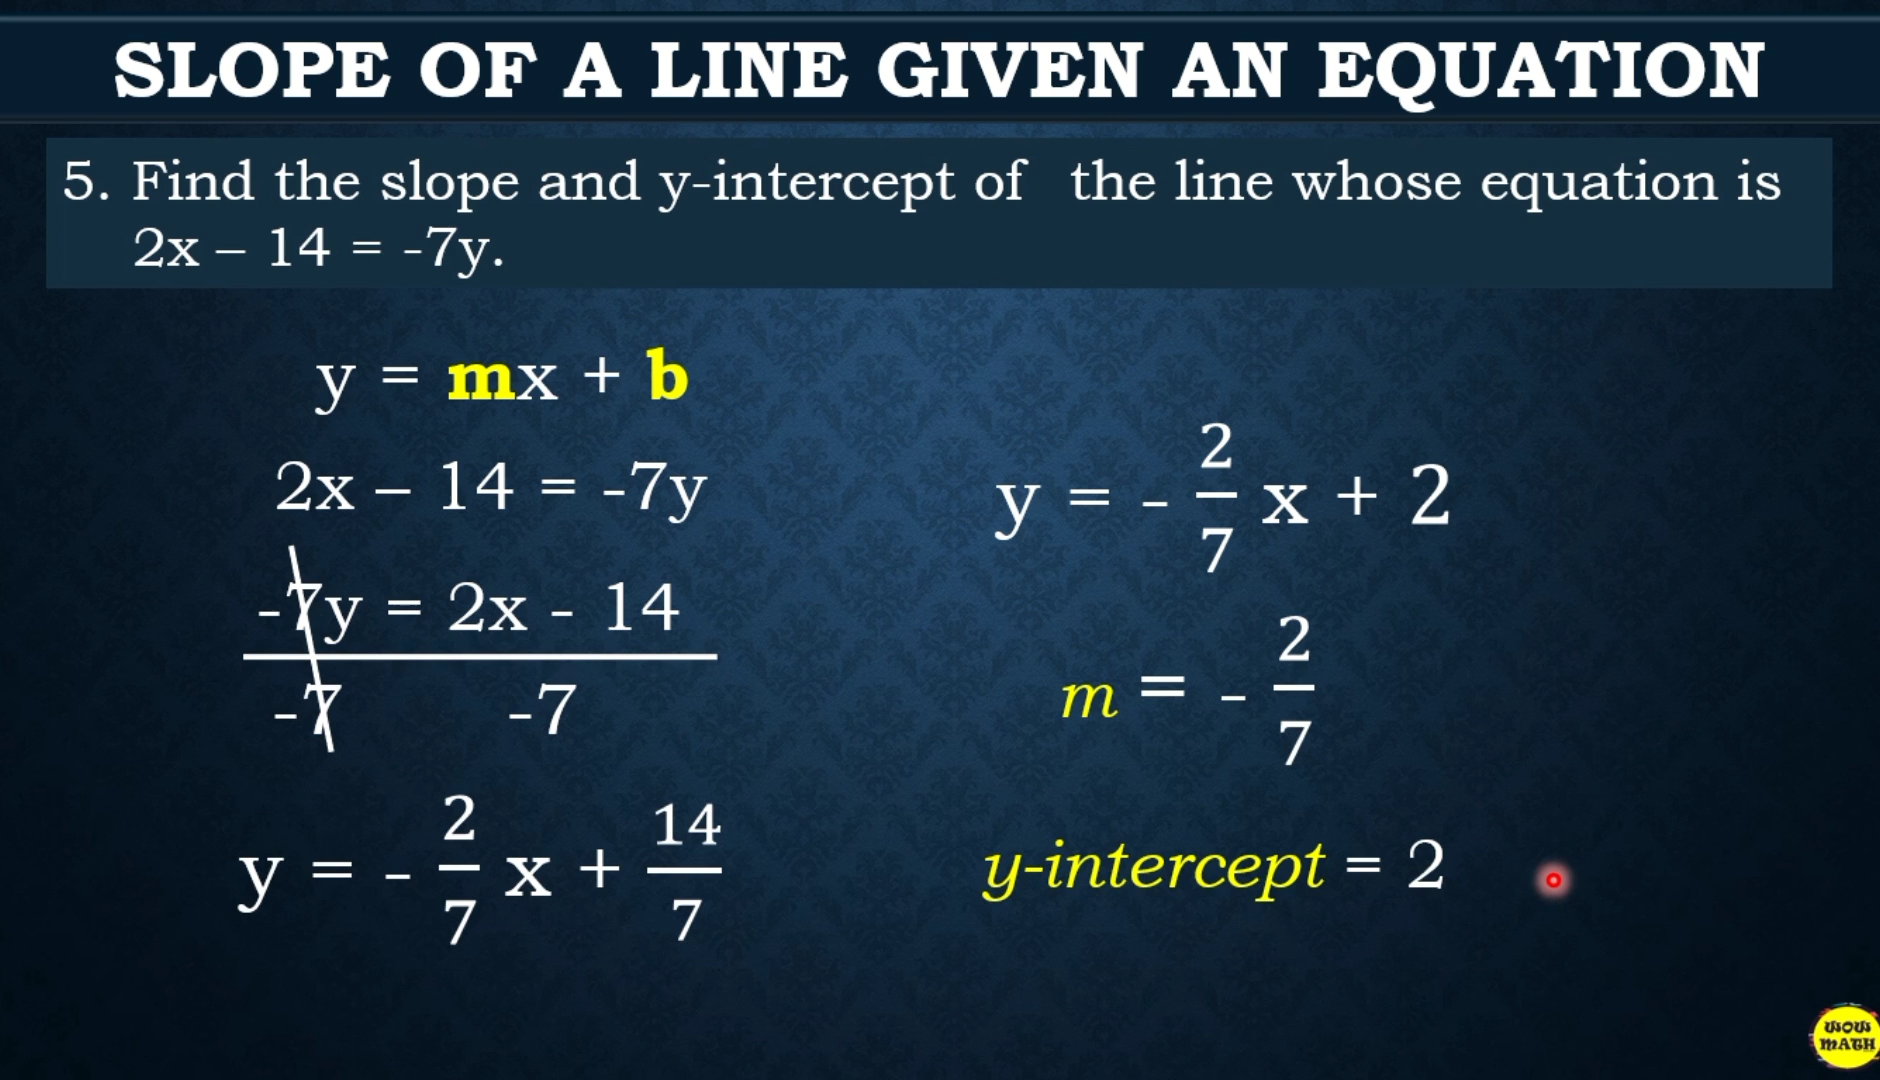 SLOPE OF A LINE GIVEN AN EQUATION
5. Find the slope and y-intercept of the line whose equation is
2x – 14 = -7y.
y = mx + b
2x – 14 = -7y
-7y = 2x - 14
-7 -7
y = - 2/7 x + 14/7
y = - 2/7 x + 2
m = - 2/7
y-intercept = 2
WOW
MATH